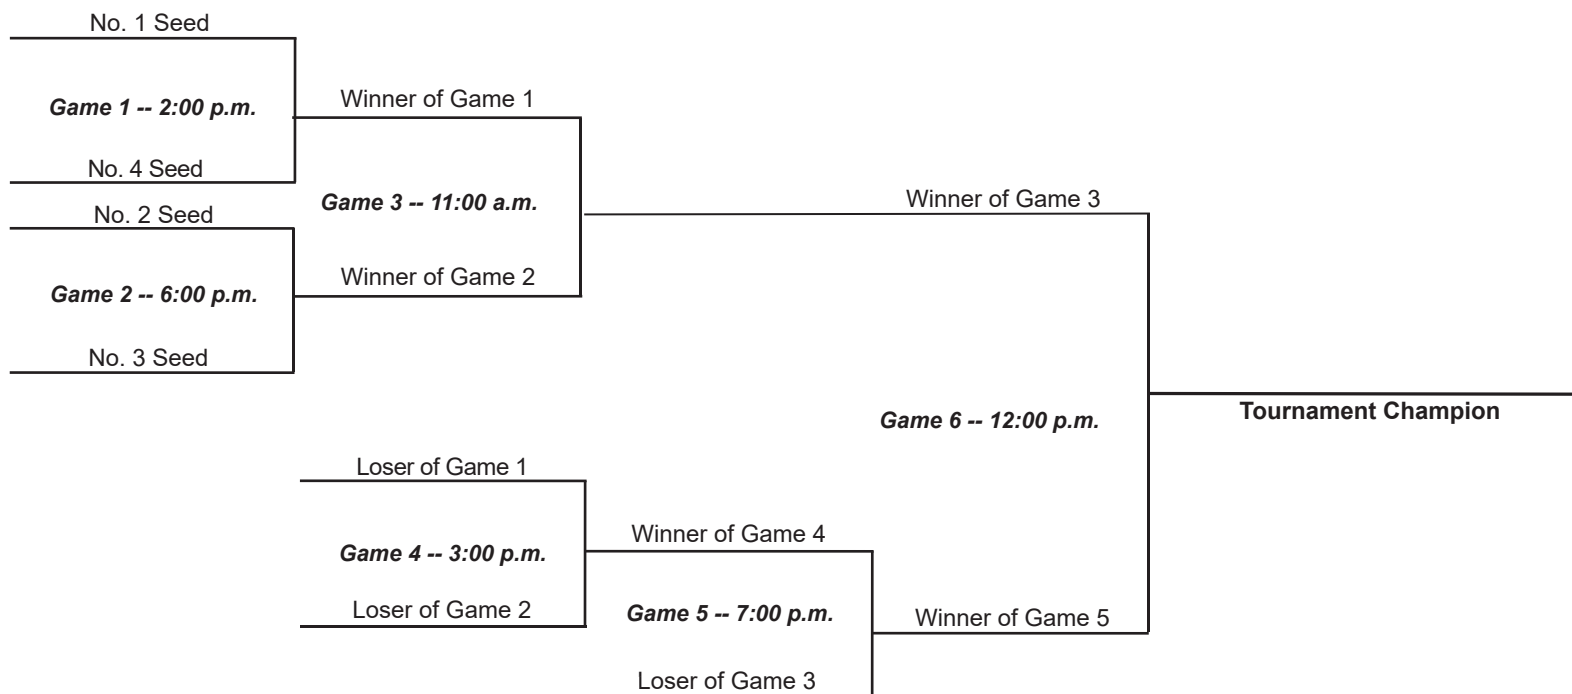 No. 1 Seed
Game 1 -- 2:00 p.m.
No. 4 Seed
Winner of Game 1
Game 3 -- 11:00 a.m.
Winner of Game 2
No. 2 Seed
Game 2 -- 6:00 p.m.
No. 3 Seed
Winner of Game 3
Game 6 -- 12:00 p.m.
Tournament Champion
Loser of Game 1
Game 4 -- 3:00 p.m.
Loser of Game 2
Winner of Game 4
Game 5 -- 7:00 p.m.
Loser of Game 3
Winner of Game 5